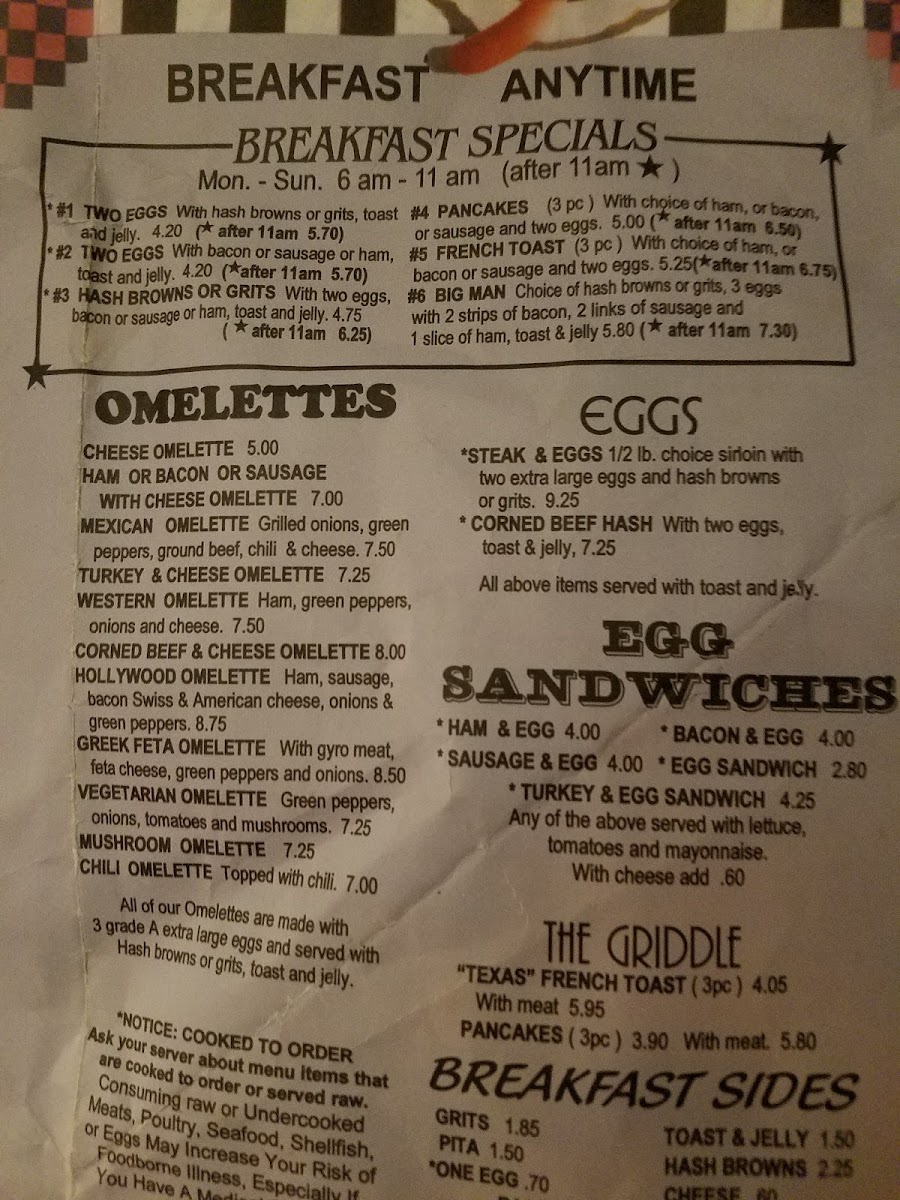 BREAKFAST ANYTIME
BREAKFAST SPECIALS
Mon. - Sun. 6 am - 11 am (after 11am ★ )
* #1 TWO EGGS With hash browns or grits, toast
and jelly. 4.20 (★ after 11am 5.70)
* #2 TWO EGGS With bacon or sausage or ham,
toast and jelly. 4.20 (★after 11am 5.70)
* #3 HASH BROWNS OR GRITS With two eggs,
bacon or sausage or ham, toast and jelly. 4.75
( ★ after 11am 6.25)
#4 PANCAKES (3 pc ) With choice of ham, or bacon,
or sausage and two eggs. 5.00 (★ after 11am 6.50)
#5 FRENCH TOAST (3 pc ) With choice of ham, or
bacon or sausage and two eggs. 5.25(★after 11am 6.75)
#6 BIG MAN Choice of hash browns or grits, 3 eggs
with 2 strips of bacon, 2 links of sausage and
1 slice of ham, toast & jelly 5.80 (★ after 11am 7.30)
OMELETTES
CHEESE OMELETTE 5.00
HAM OR BACON OR SAUSAGE
WITH CHEESE OMELETTE 7.00
MEXICAN OMELETTE Grilled onions, green
peppers, ground beef, chili & cheese. 7.50
TURKEY & CHEESE OMELETTE 7.25
WESTERN OMELETTE Ham, green peppers,
onions and cheese. 7.50
CORNED BEEF & CHEESE OMELETTE 8.00
HOLLYWOOD OMELETTE Ham, sausage,
bacon Swiss & American cheese, onions &
green peppers. 8.75
GREEK FETA OMELETTE With gyro meat,
feta cheese, green peppers and onions. 8.50
VEGETARIAN OMELETTE Green peppers,
onions, tomatoes and mushrooms. 7.25
MUSHROOM OMELETTE 7.25
CHILI OMELETTE Topped with chili. 7.00
All of our Omelettes are made with
3 grade A extra large eggs and served with
Hash browns or grits, toast and jelly.
*NOTICE: COOKED TO ORDER
Ask your server about menu items that
are cooked to order or served raw.
Consuming raw or Undercooked
Meats, Poultry, Seafood, Shellfish,
or Eggs May Increase Your Risk of
Foodborne Illness, Especially If
You Have A
EGGS
*STEAK & EGGS 1/2 lb. choice sirloin with
two extra large eggs and hash browns
or grits. 9.25
* CORNED BEEF HASH With two eggs,
toast & jelly, 7.25
All above items served with toast and jelly.
EGG
SANDWICHES
* HAM & EGG 4.00 * BACON & EGG 4.00
* SAUSAGE & EGG 4.00 * EGG SANDWICH 2.80
* TURKEY & EGG SANDWICH 4.25
Any of the above served with lettuce,
tomatoes and mayonnaise.
With cheese add .60
THE GRIDDLE
"TEXAS" FRENCH TOAST ( 3pc ) 4.05
With meat 5.95
PANCAKES ( 3pc ) 3.90 With meat. 5.80
BREAKFAST SIDES
GRITS 1.85
PITA 1.50
*ONE EGG .70
TOAST & JELLY 1.50
HASH BROWNS 2.25
CHEESE .60